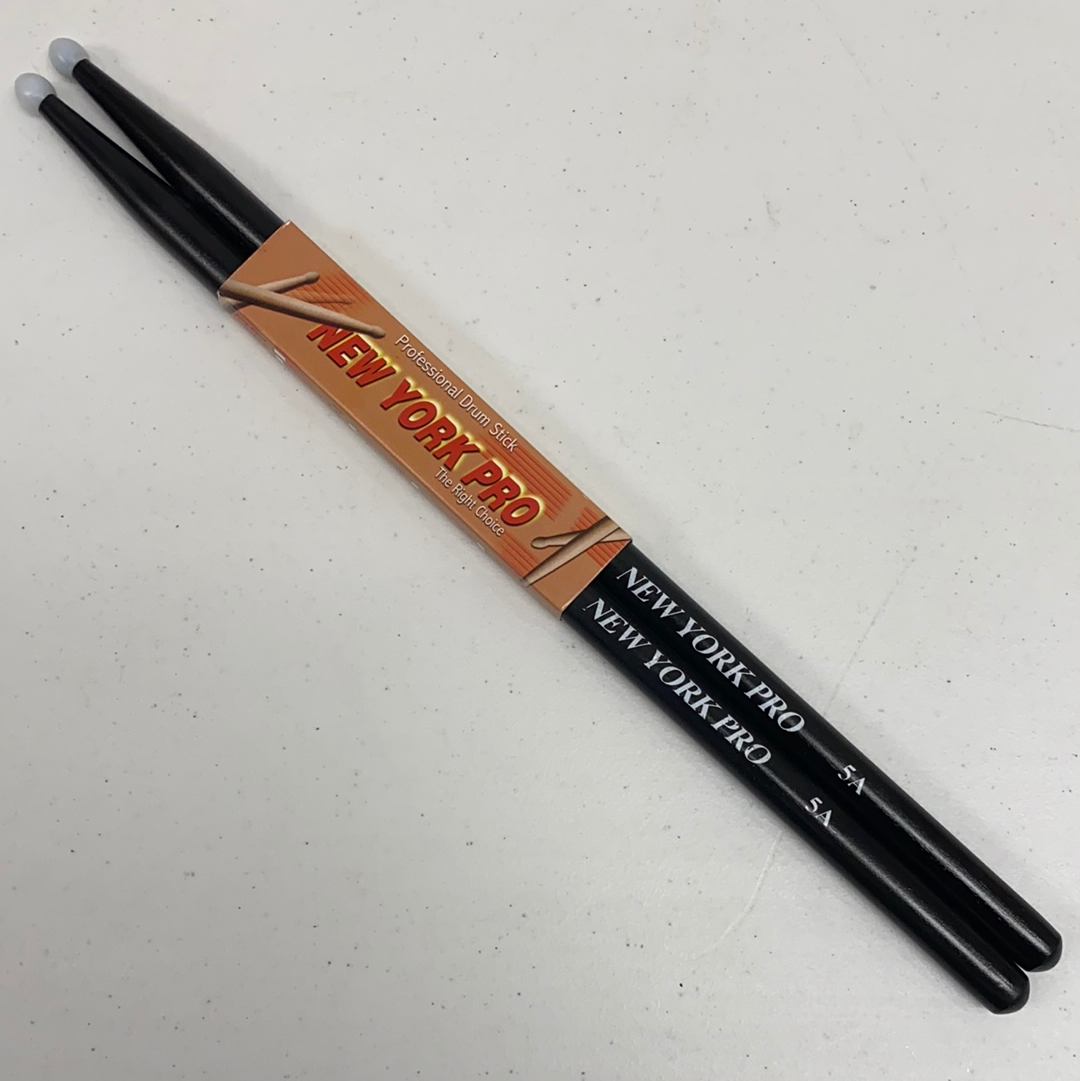 Professional Drum Stick
NEW YORK PRO
The Right Choice
NEW YORK PRO 5A
NEW YORK PRO 5A